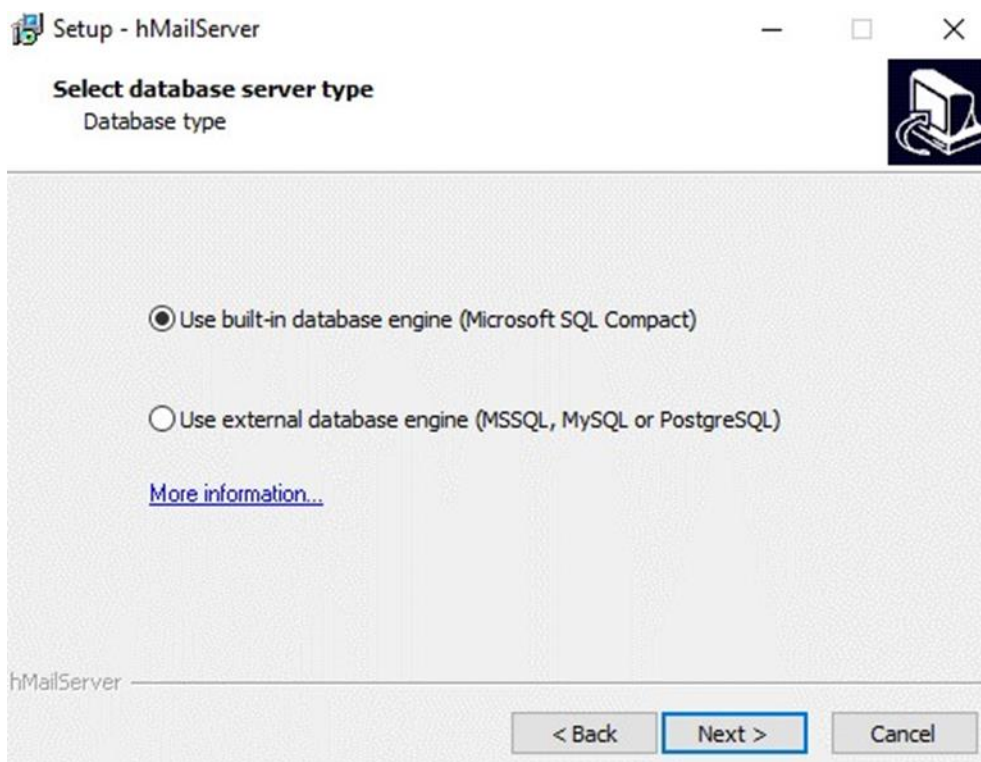 Setup - hMailServer
Select database server type
Database type
Use built-in database engine (Microsoft SQL Compact)
Use external database engine (MSSQL, MySQL or PostgreSQL)
More information...
hMailServer
< Back
Next >
Cancel